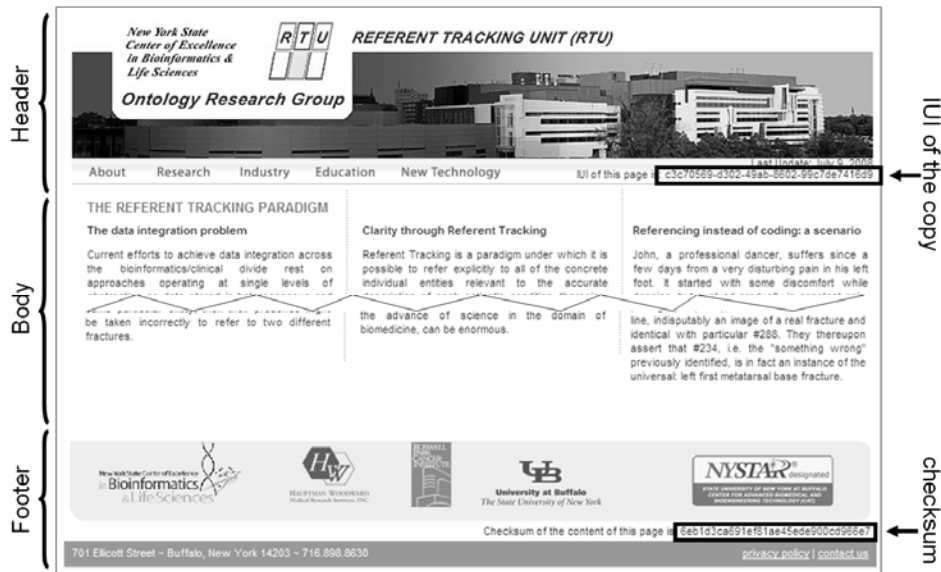 Header
New York State
Center of Excellence
in Bioinformatics &
Life Sciences
RTU
REFERENT TRACKING UNIT (RTU)
Ontology Research Group
Last Update: July 9, 2008
About Research Industry Education New Technology
IUI of this page is: c3c70569-d302-49ab-8602-99c7de7416d9
IUI of the copy
Body
THE REFERENT TRACKING PARADIGM
The data integration problem
Current efforts to achieve data integration across
the bioinformatics/clinical divide rest on
approaches operating at single levels of
be taken incorrectly to refer to two different
fractures.
Clarity through Referent Tracking
Referent Tracking is a paradigm under which it is
possible to refer explicitly to all of the concrete
individual entities relevant to the accurate
the advance of science in the domain of
biomedicine, can be enormous.
Referencing instead of coding: a scenario
John, a professional dancer, suffers since a
few days from a very disturbing pain in his left
foot. It started with some discomfort while
line, indisputably an image of a real fracture and
identical with particular #288. They thereupon
assert that #234, i.e. the "something wrong"
previously identified, is in fact an instance of the
universal: left first metatarsal base fracture.
Footer
New York State Center of Excellence
in Bioinformatics
& Life Sciences
HW
HAUPTMAN WOODWARD
Medical Research Institute, INC.
ROSWELL
PARK
CANCER
INSTITUTE
UB
University at Buffalo
The State University of New York
NYSTAR® designated
STATE UNIVERSITY OF NEW YORK AT BUFFALO
CENTER FOR ADVANCED BIOMEDICAL AND
BIOENGINEERING TECHNOLOGY (CAT)
Checksum of the content of this page is 6eb1d3ca691ef81ae45ede900cd966e7
checksum
701 Ellicott Street ~ Buffalo, New York 14203 ~ 716.898.8630
privacy policy | contact us